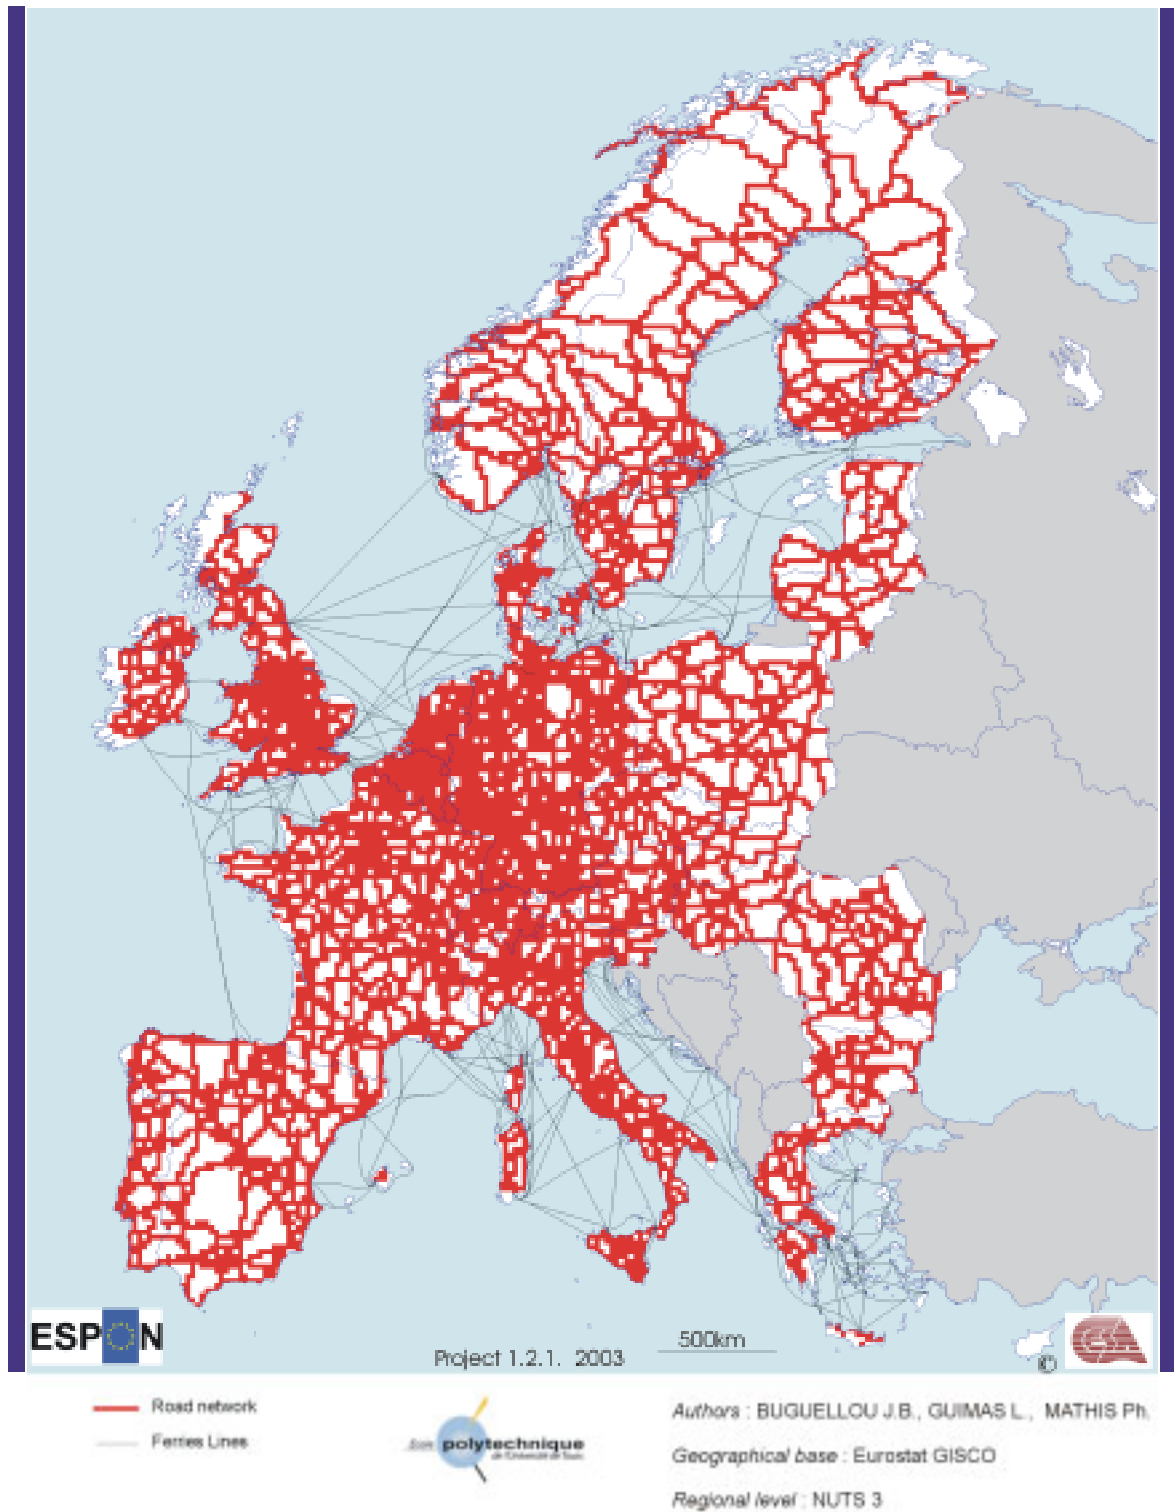 ESPON
Project 1.2.1. 2003
500km
©
Road network
Ferries Lines
polytechnique
Authors : BUGUELLOU J.B., GUIMAS L., MATHIS Ph.
Geographical base : Eurostat GISCO
Regional level : NUTS 3